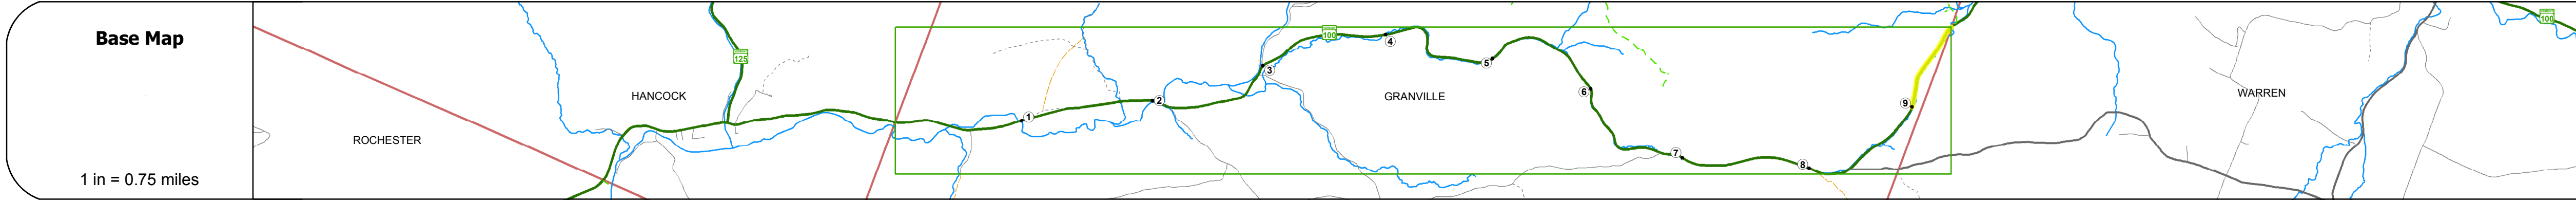 Base Map
1 in = 0.75 miles
ROCHESTER
HANCOCK
125
1
2
3
100
4
GRANVILLE
5
6
7
8
9
WARREN
100